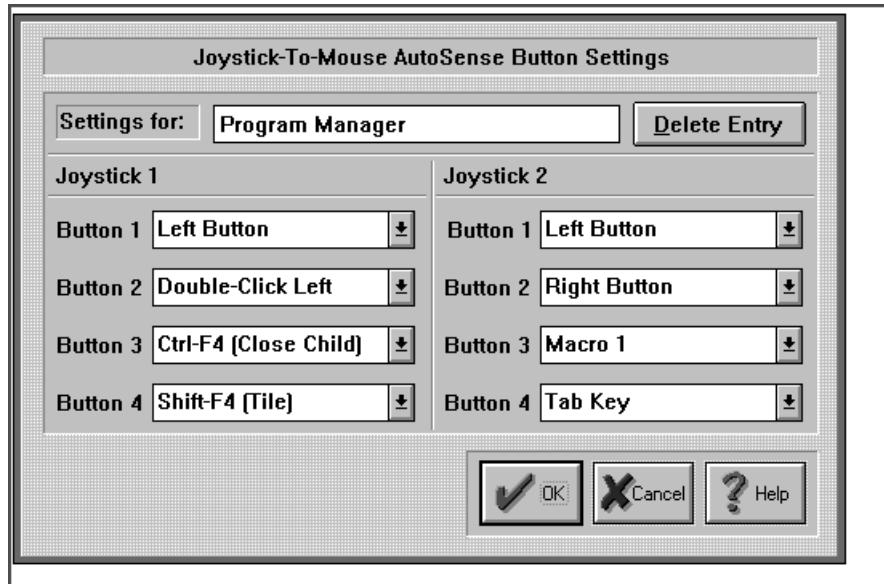 Joystick-To-Mouse AutoSense Button Settings
Settings for: Program Manager Delete Entry
Joystick 1 Joystick 2
Button 1 Left Button Button 1 Left Button
Button 2 Double-Click Left Button 2 Right Button
Button 3 Ctrl-F4 (Close Child) Button 3 Macro 1
Button 4 Shift-F4 (Tile) Button 4 Tab Key
OK Cancel Help